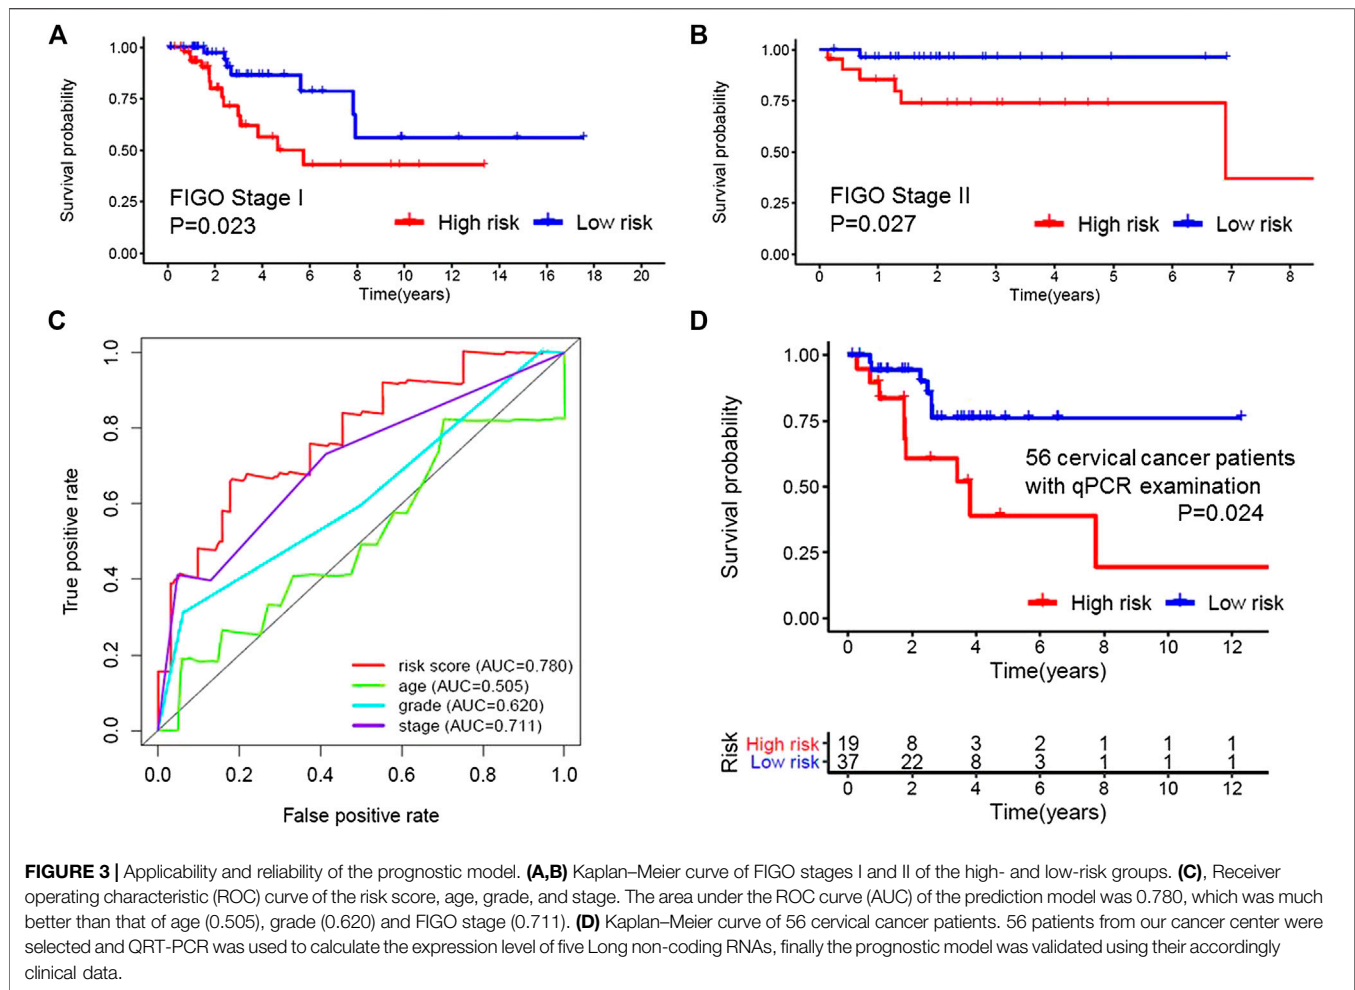 A
1.00
0.75
0.50
0.25
0.00
Survival probability
FIGO Stage I
P=0.023
High risk Low risk
0 2 4 6 8 10 12 14 16 18 20
Time(years)
B
1.00
0.75
0.50
0.25
0.00
Survival probability
FIGO Stage II
P=0.027
High risk Low risk
0 1 2 3 4 5 6 7 8
Time(years)
C
1.0
0.8
0.6
0.4
0.2
0.0
True positive rate
risk score (AUC=0.780)
age (AUC=0.505)
grade (AUC=0.620)
stage (AUC=0.711)
0.0 0.2 0.4 0.6 0.8 1.0
False positive rate
D
1.00
0.75
0.50
0.25
0.00
Survival probability
56 cervical cancer patients
with qPCR examination
P=0.024
High risk Low risk
0 2 4 6 8 10 12
Time(years)
Risk
High risk 19 8 3 2 1 1 1
Low risk 37 22 8 3 1 1 1
0 2 4 6 8 10 12
Time(years)
FIGURE 3 | Applicability and reliability of the prognostic model. (A,B) Kaplan–Meier curve of FIGO stages I and II of the high- and low-risk groups. (C), Receiver
operating characteristic (ROC) curve of the risk score, age, grade, and stage. The area under the ROC curve (AUC) of the prediction model was 0.780, which was much
better than that of age (0.505), grade (0.620) and FIGO stage (0.711). (D) Kaplan–Meier curve of 56 cervical cancer patients. 56 patients from our cancer center were
selected and QRT-PCR was used to calculate the expression level of five Long non-coding RNAs, finally the prognostic model was validated using their accordingly
clinical data.